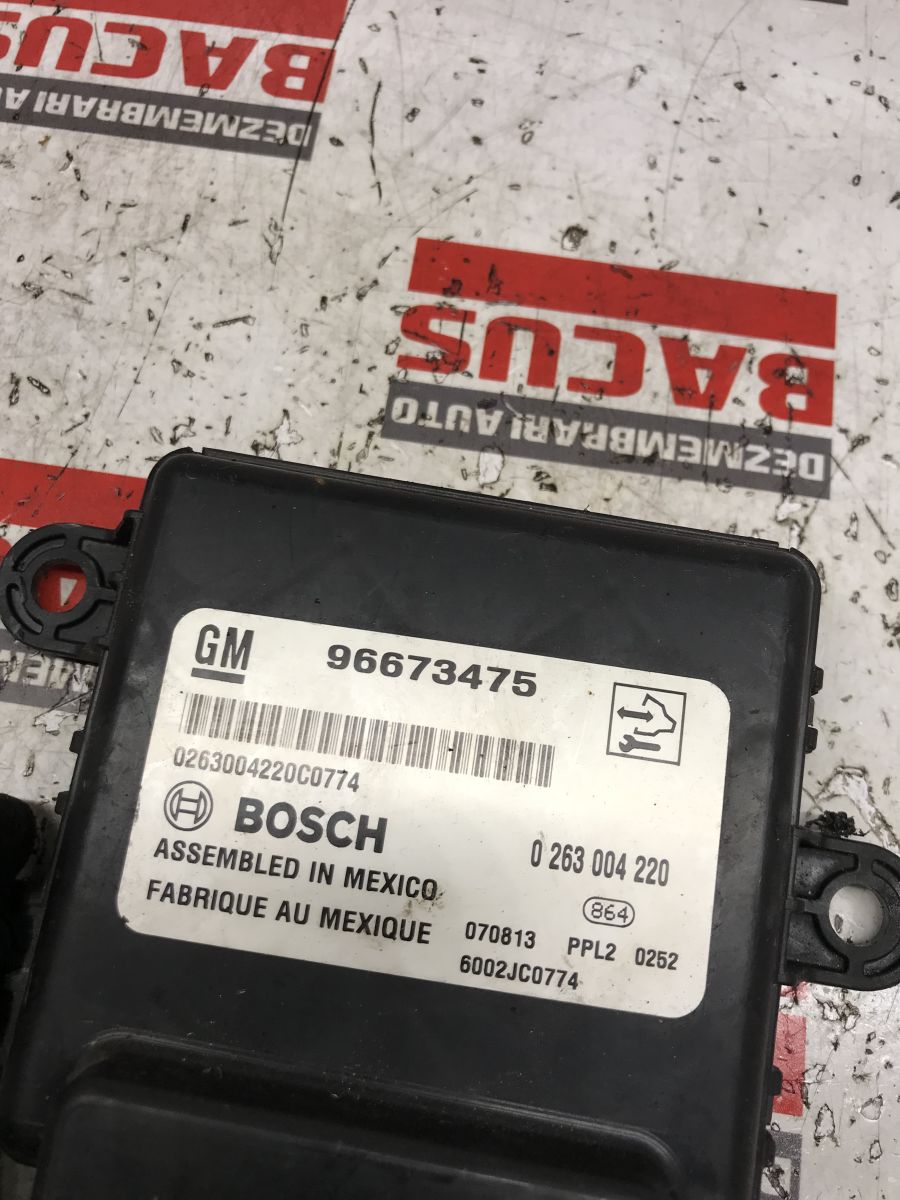 BACUS
DEZMEMBRARI AU
BACUS
DEZMEMBRARI AUTO
GM 96673475
0263004220C0774
BOSCH
0 263 004 220
ASSEMBLED IN MEXICO
FABRIQUE AU MEXIQUE
864
070813 PPL2 0252
6002JC0774